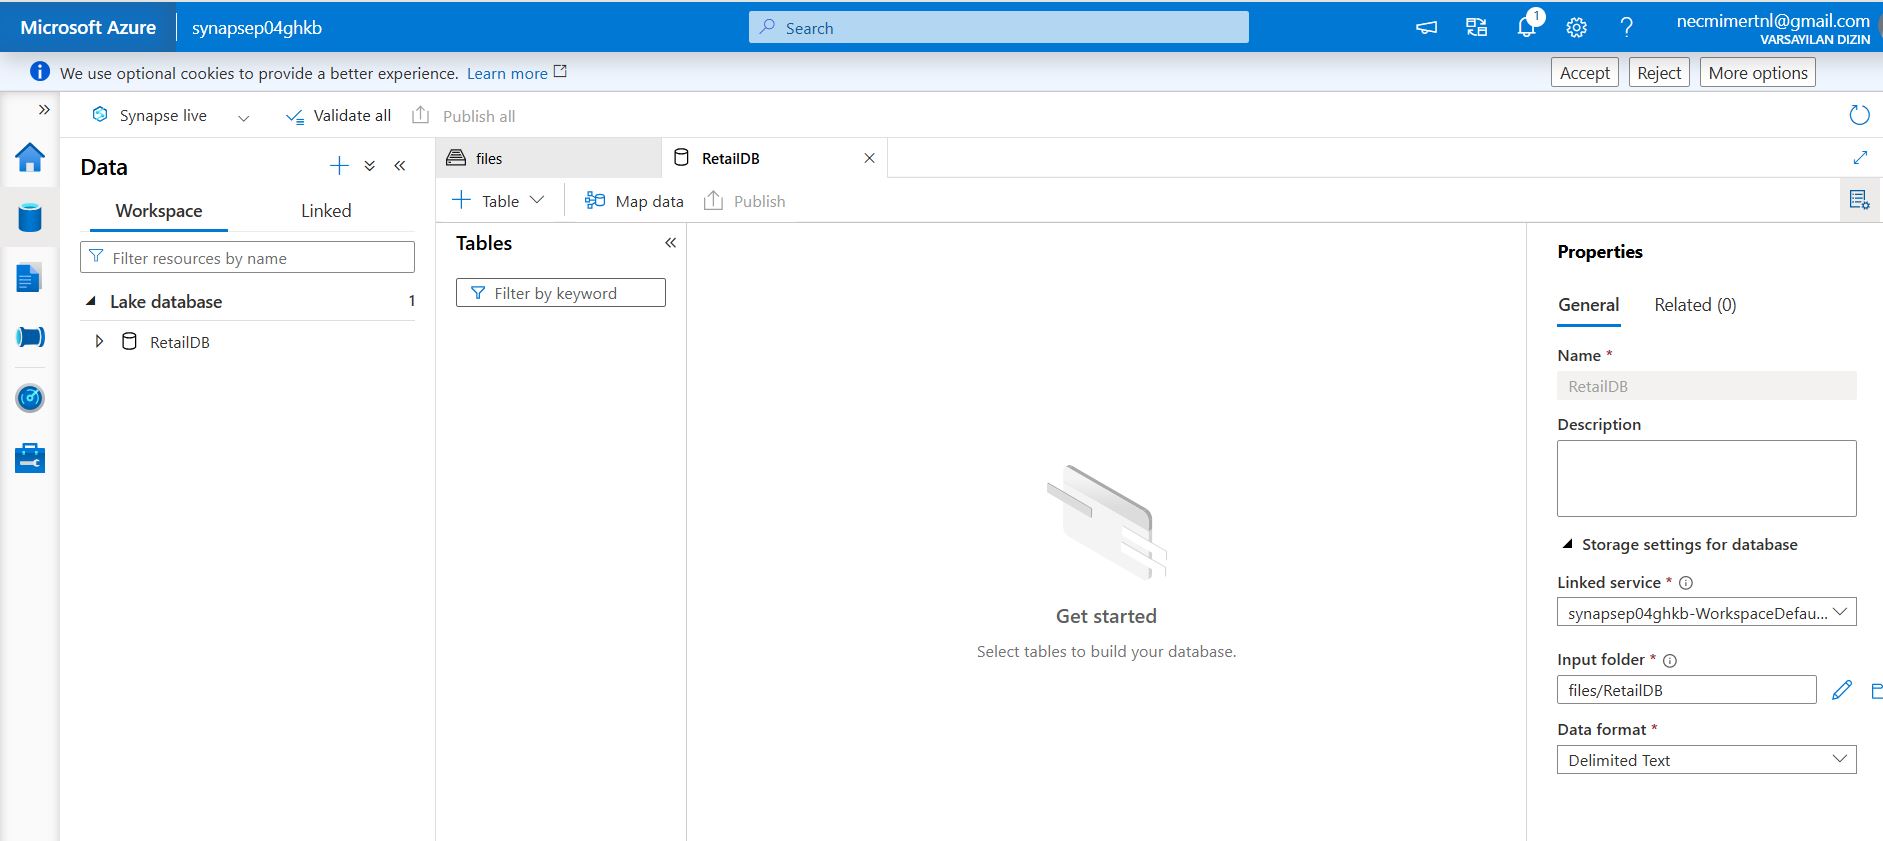 Microsoft Azure
synapsep04ghkb
Search
1
necmimertnl@gmail.com
VARSAYILAN DIZIN
We use optional cookies to provide a better experience. Learn more
Accept
Reject
More options
Synapse live
Validate all
Publish all
Data
Workspace
Linked
Filter resources by name
Lake database
1
RetailDB
files
RetailDB
Table
Map data
Publish
Tables
Filter by keyword
Get started
Select tables to build your database.
Properties
General
Related (0)
Name *
RetailDB
Description
Storage settings for database
Linked service *
synapsep04ghkb-WorkspaceDefau...
Input folder *
files/RetailDB
Data format *
Delimited Text